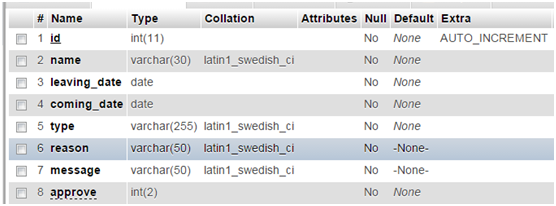 # Name Type Collation Attributes Null Default Extra
1 id int(11) No None AUTO_INCREMENT
2 name varchar(30) latin1_swedish_ci No None
3 leaving_date date No None
4 coming_date date No None
5 type varchar(255) latin1_swedish_ci No None
6 reason varchar(50) latin1_swedish_ci No -None-
7 message varchar(50) latin1_swedish_ci No -None-
8 approve int(2) No None